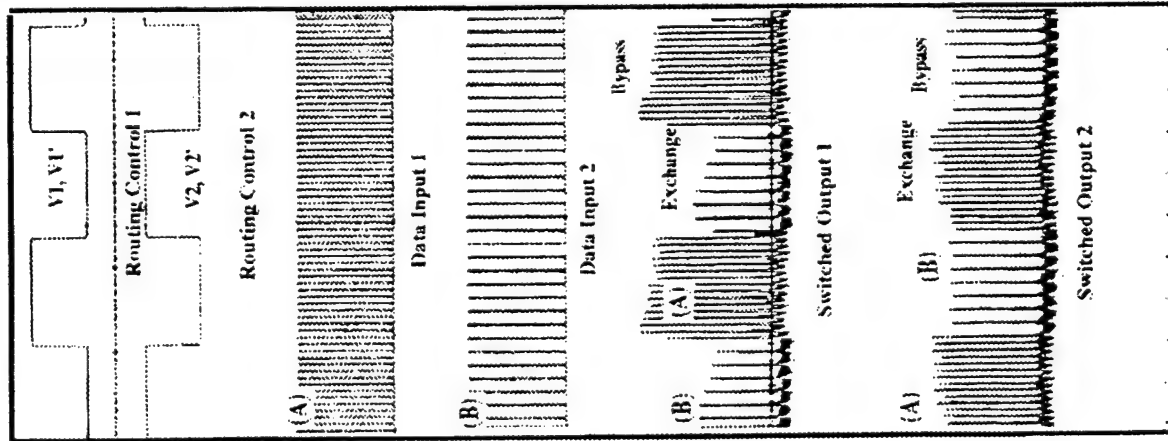 V1, V1'
Routing Control 1
V2, V2'
Routing Control 2
(A)
Data Input 1
(B)
Data Input 2
(B) (A) Exchange Bypass
Switched Output 1
(A) (B) Exchange Bypass
Switched Output 2